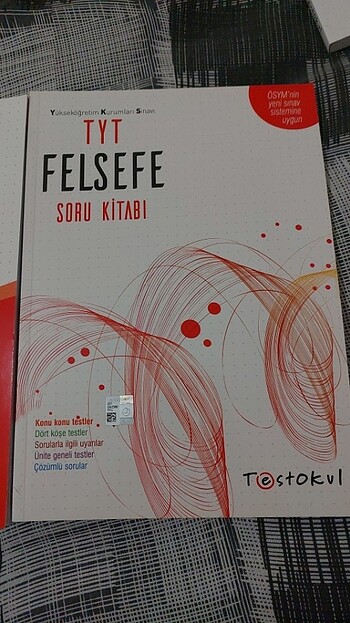 Yükseköğretim Kurumları Sınavı
ÖSYM'nin
yeni sınav
sistemine
uygun
TYT
FELSEFE
SORU KİTABI
Konu konu testler
Dört köşe testler
Sorularla ilgili uyarılar
Ünite geneli testler
Çözümlü sorular
Testokul